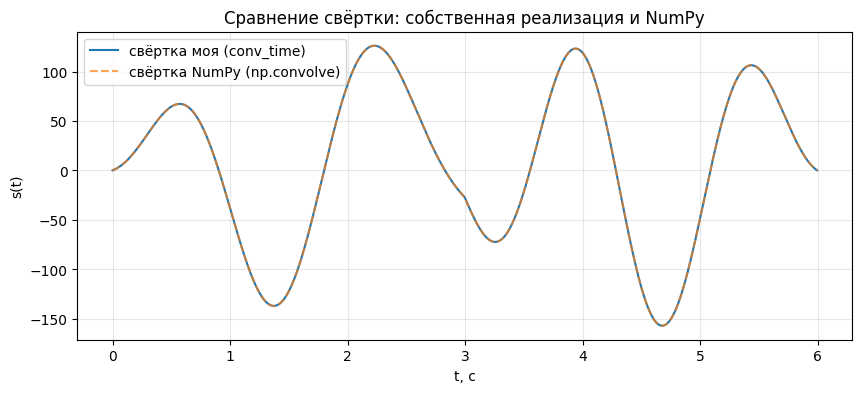 Сравнение свёртки: собственная реализация и NumPy
свёртка моя (conv_time)
свёртка NumPy (np.convolve)
100
50
0
−50
−100
−150
s(t)
0 1 2 3 4 5 6
t, с